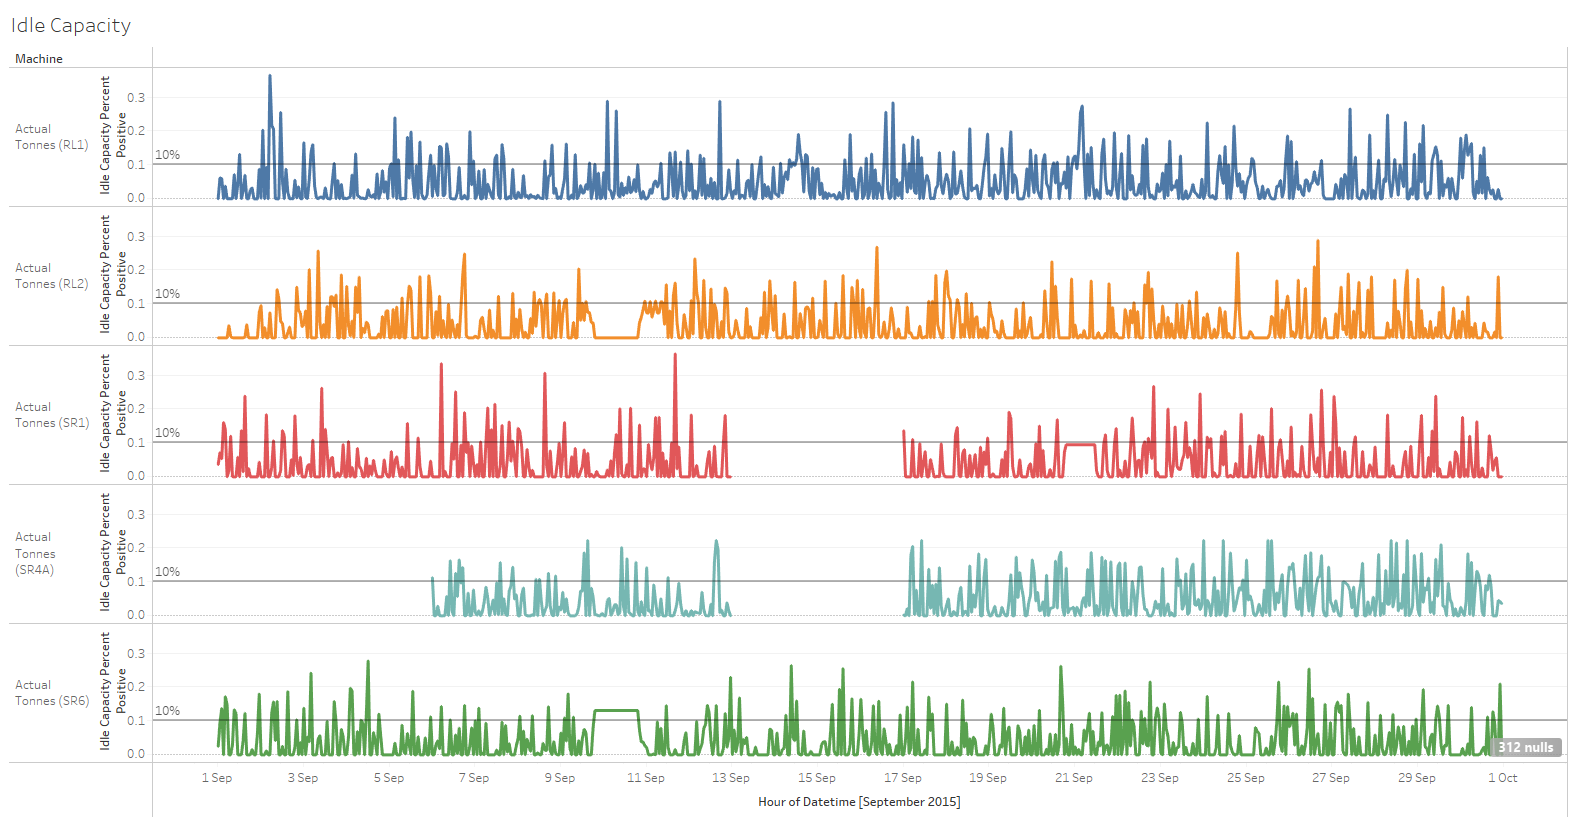 Idle Capacity
Machine
Actual
Tonnes (RL1)
Idle Capacity Percent
Positive
0.3
0.2
0.1
0.0
10%
Actual
Tonnes (RL2)
Idle Capacity Percent
Positive
0.3
0.2
0.1
0.0
10%
Actual
Tonnes (SR1)
Idle Capacity Percent
Positive
0.3
0.2
0.1
0.0
10%
Actual
Tonnes
(SR4A)
Idle Capacity Percent
Positive
0.3
0.2
0.1
0.0
10%
Actual
Tonnes (SR6)
Idle Capacity Percent
Positive
0.3
0.2
0.1
0.0
10%
312 nulls
1 Sep 3 Sep 5 Sep 7 Sep 9 Sep 11 Sep 13 Sep 15 Sep 17 Sep 19 Sep 21 Sep 23 Sep 25 Sep 27 Sep 29 Sep 1 Oct
Hour of Datetime [September 2015]